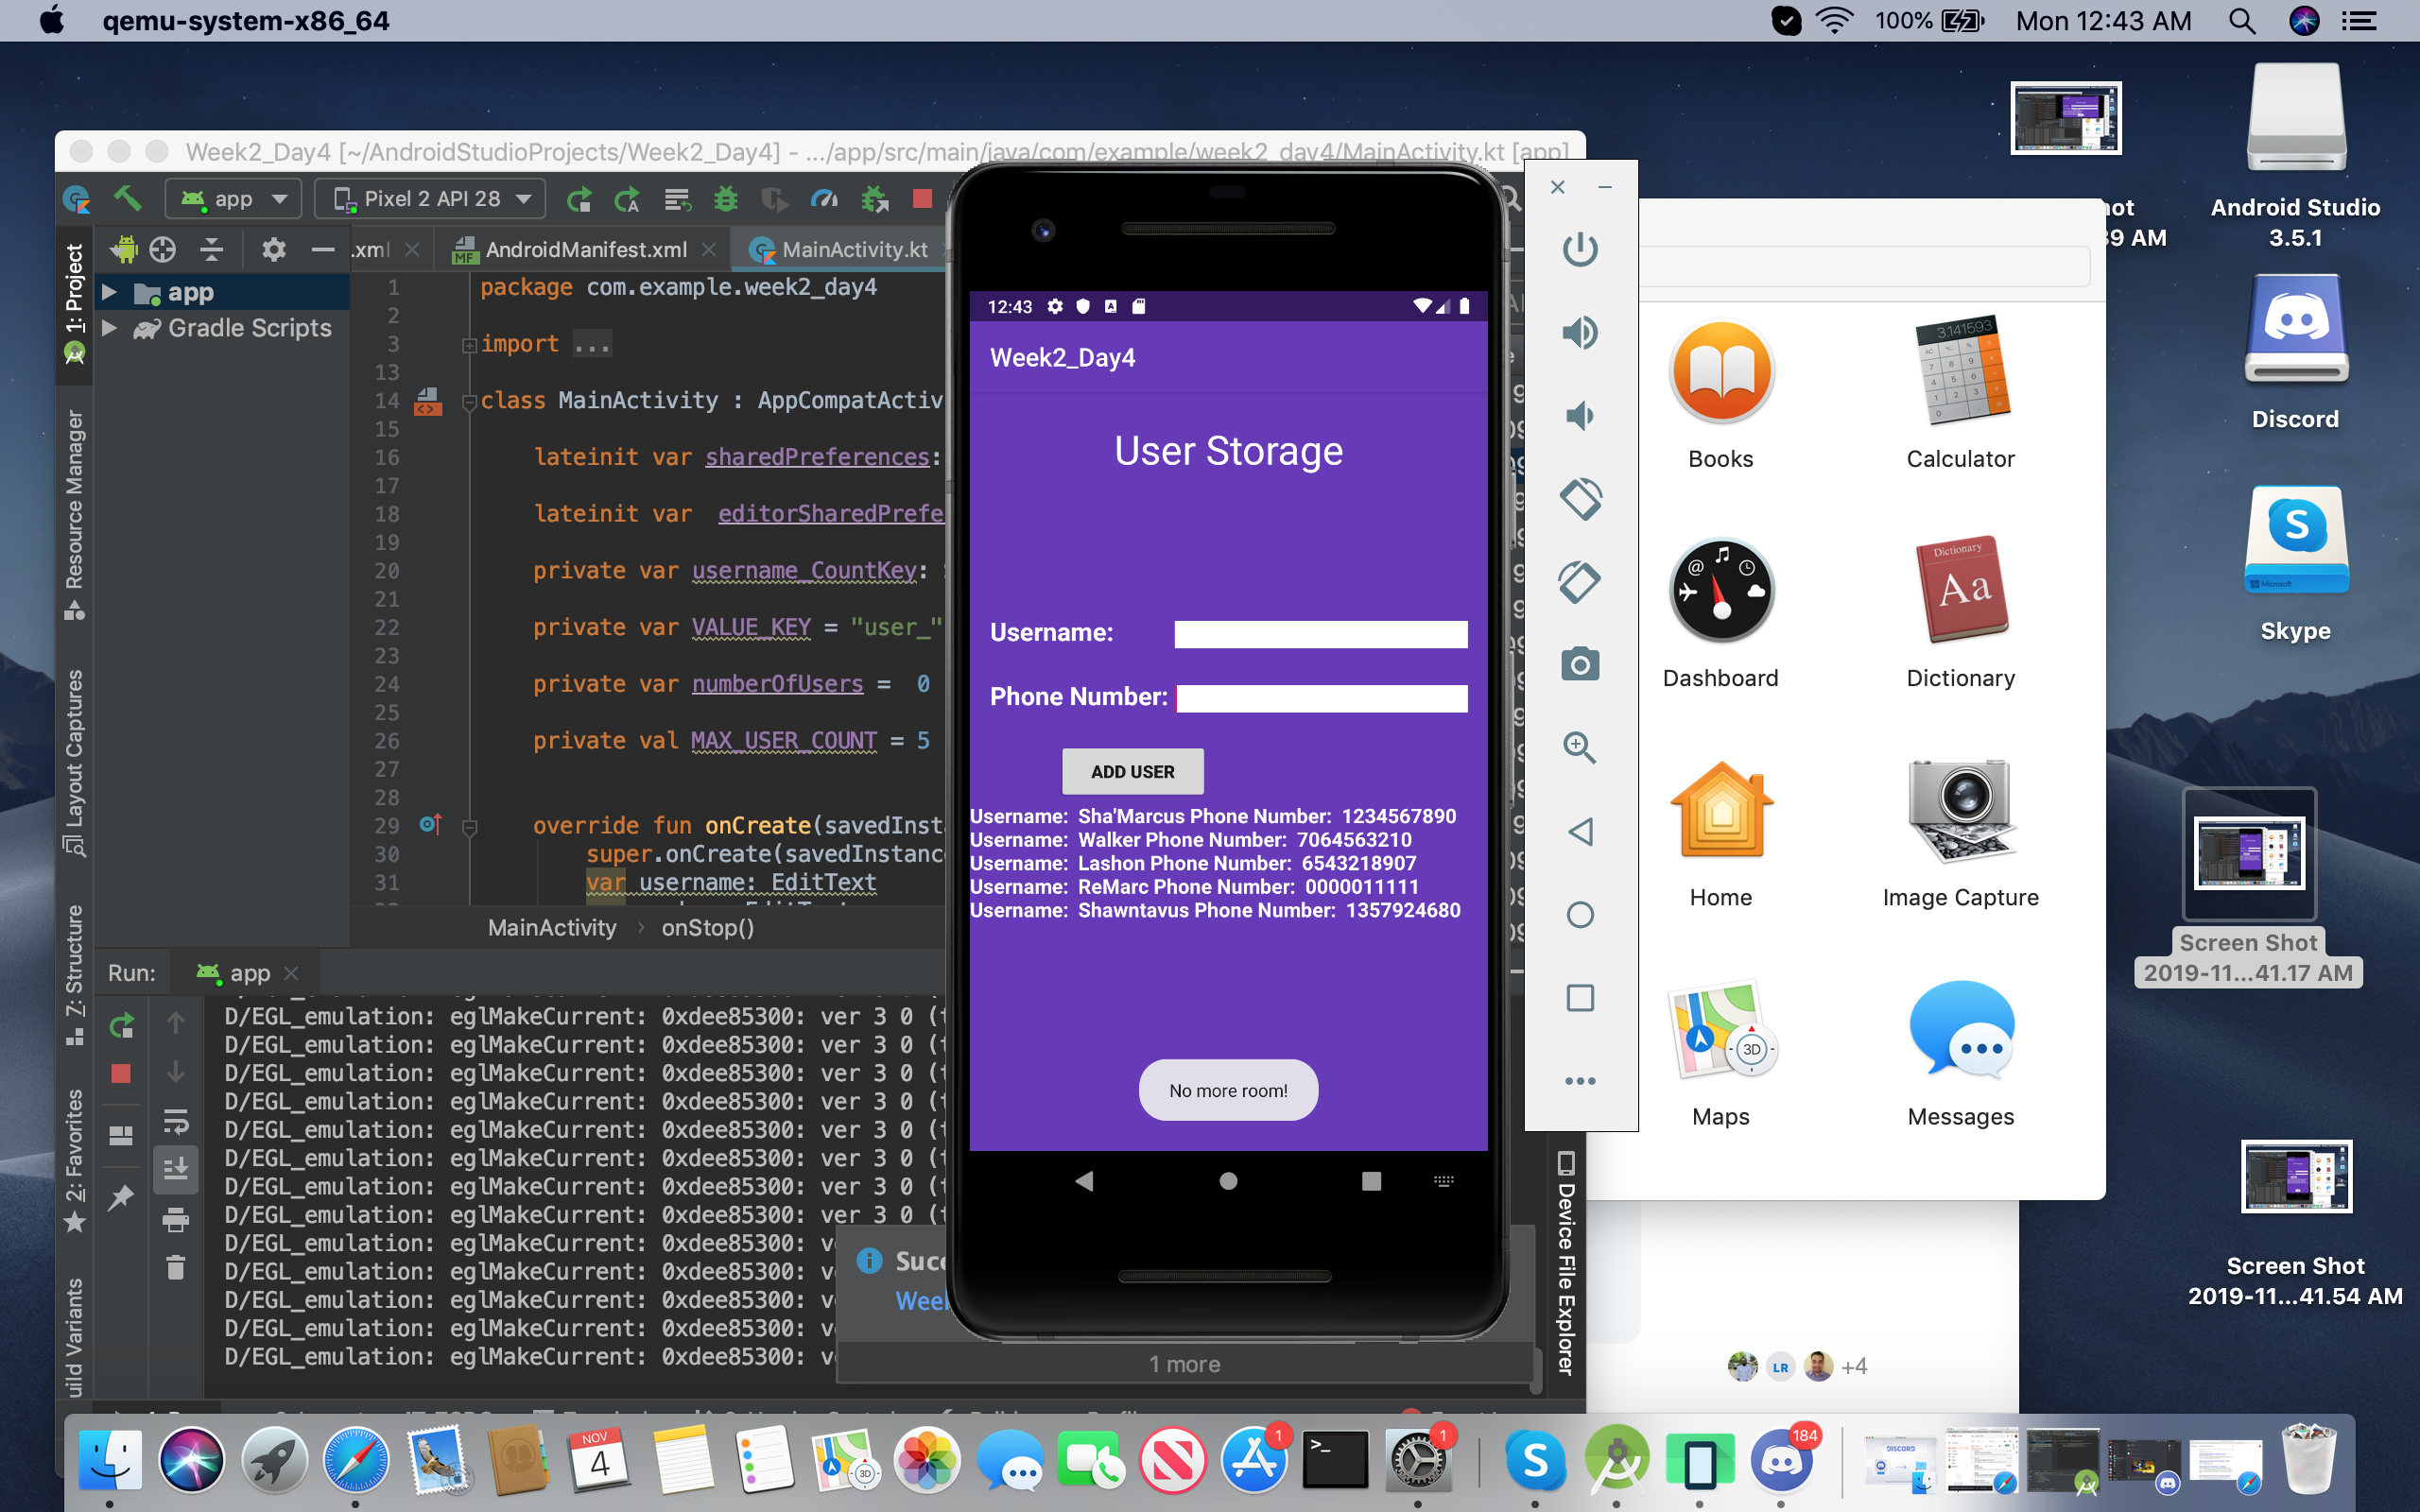 qemu-system-x86_64
100%
Mon 12:43 AM
Week2_Day4 [~/AndroidStudioProjects/Week2_Day4] - .../app/src/main/java/com/example/week2_day4/MainActivity.kt [app]
app
Pixel 2 API 28
.xml
AndroidManifest.xml
MainActivity.kt
1: Project
Resource Manager
Layout Captures
7: Structure
2: Favorites
uild Variants
app
Gradle Scripts
1 package com.example.week2_day4
2
3 import ...
13
14 class MainActivity : AppCompatActiv
15
16 lateinit var sharedPreferences:
17
18 lateinit var editorSharedPrefe
19
20 private var username_CountKey:
21
22 private var VALUE_KEY = "user_"
23
24 private var numberOfUsers = 0
25
26 private val MAX_USER_COUNT = 5
27
28
29 override fun onCreate(savedInst
30 super.onCreate(savedInstanc
31 var username: EditText
MainActivity › onStop()
Run:
app
D/EGL_emulation: eglMakeCurrent: 0xdee85300: ver 3 0 (t
D/EGL_emulation: eglMakeCurrent: 0xdee85300: ver 3 0 (t
D/EGL_emulation: eglMakeCurrent: 0xdee85300: ver 3 0 (t
D/EGL_emulation: eglMakeCurrent: 0xdee85300: ver 3 0 (t
D/EGL_emulation: eglMakeCurrent: 0xdee85300: ver 3 0 (t
D/EGL_emulation: eglMakeCurrent: 0xdee85300: ver 3 0 (t
D/EGL_emulation: eglMakeCurrent: 0xdee85300: ver 3 0 (t
D/EGL_emulation: eglMakeCurrent: 0xdee85300: ver 3 0 (t
D/EGL_emulation: eglMakeCurrent: 0xdee85300: v
D/EGL_emulation: eglMakeCurrent: 0xdee85300: v
D/EGL_emulation: eglMakeCurrent: 0xdee85300: v
D/EGL_emulation: eglMakeCurrent: 0xdee85300: v
D/EGL_emulation: eglMakeCurrent: 0xdee85300: v
Succ
Week
1 more
Device File Explorer
12:43
Week2_Day4
User Storage
Username:
Phone Number:
ADD USER
Username: Sha'Marcus Phone Number: 1234567890
Username: Walker Phone Number: 7064563210
Username: Lashon Phone Number: 6543218907
Username: ReMarc Phone Number: 0000011111
Username: Shawntavus Phone Number: 1357924680
No more room!
Books
3.141593
Calculator
Dashboard
Dictionary
Aa
Dictionary
Home
Image Capture
3D
Maps
Messages
LR
+4
hot
39 AM
Android Studio
3.5.1
Discord
Microsoft
Skype
Screen Shot
2019-11...41.17 AM
Screen Shot
2019-11...41.54 AM
NOV
4
3D
1
>_
1
184
DISCORD